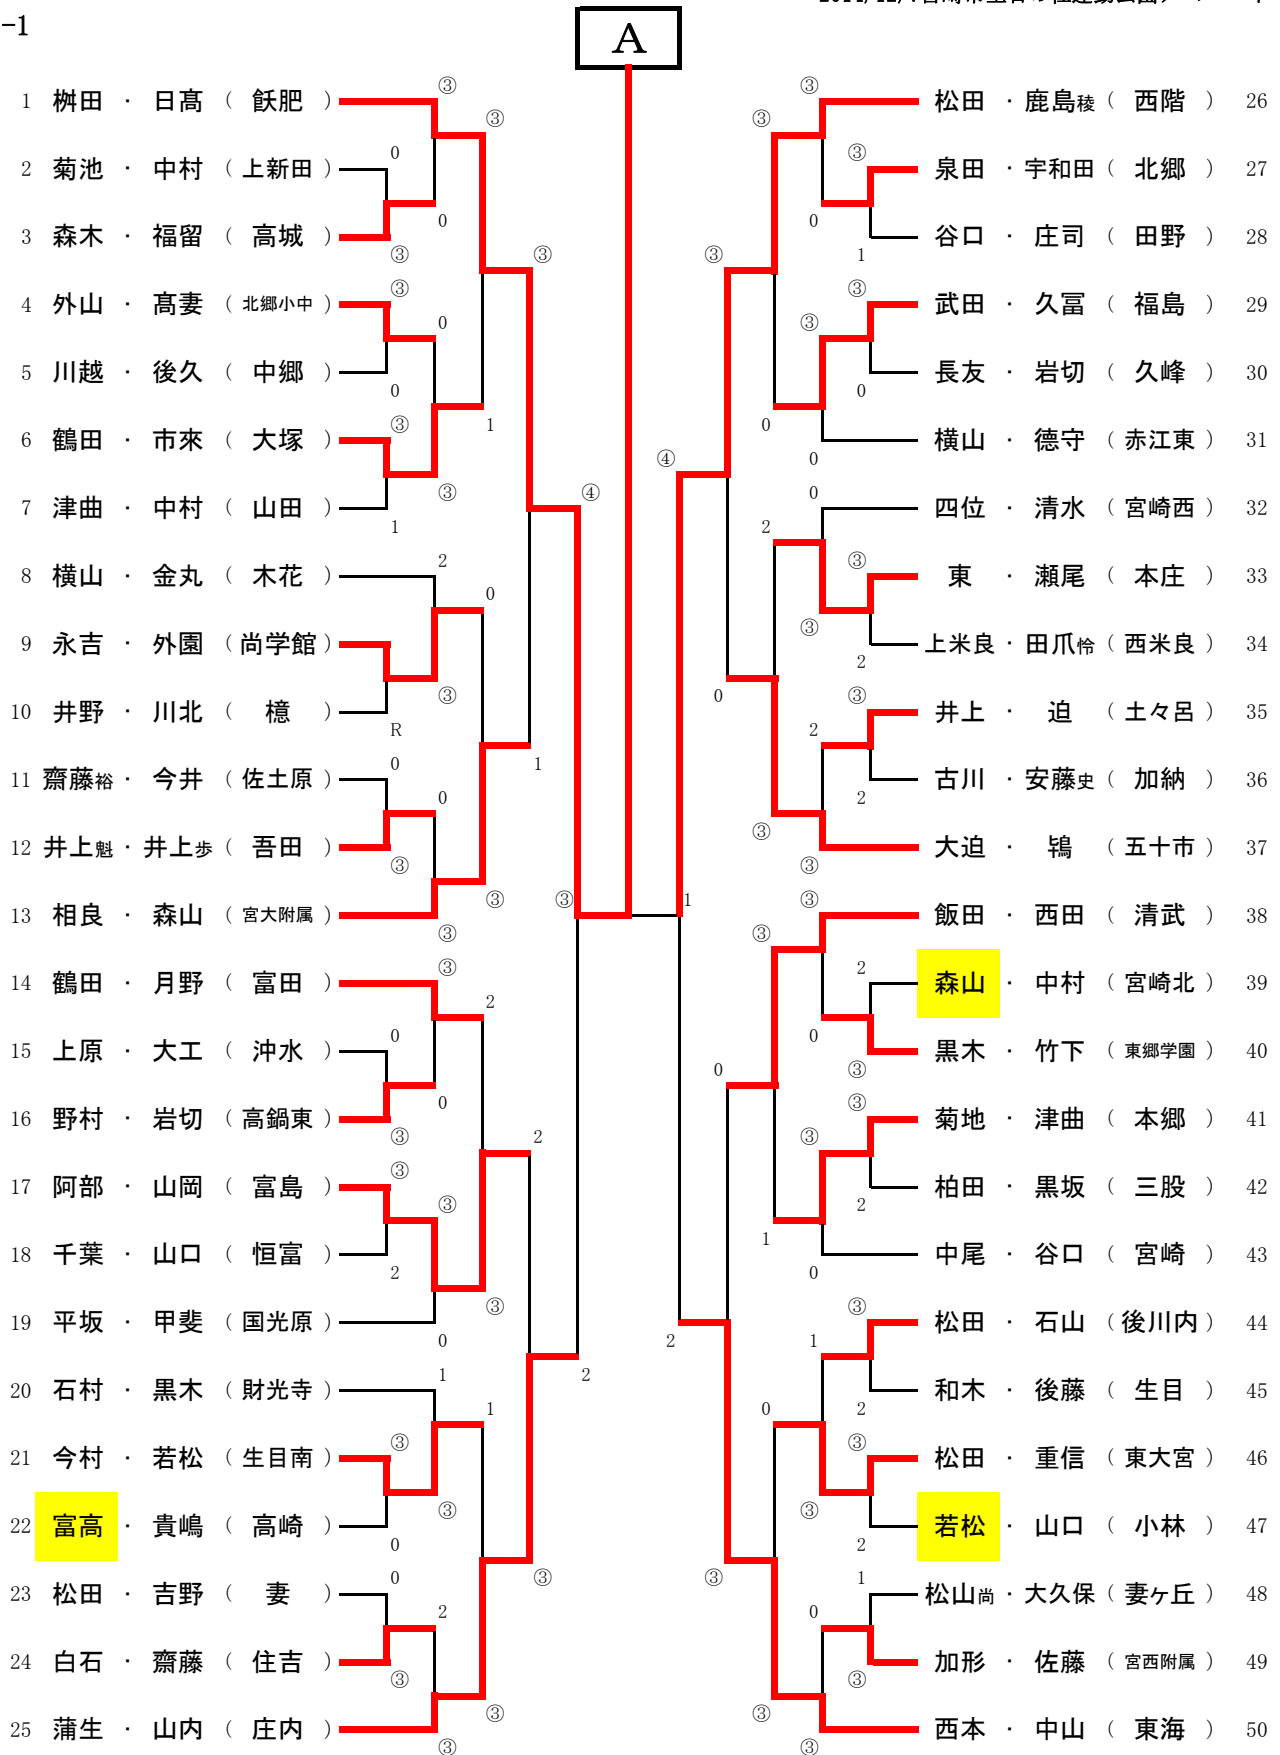 -1
A
1 桝田 ・ 日髙 （ 飫肥 ）
2 菊池 ・ 中村 （ 上新田 ）
3 森木 ・ 福留 （ 高城 ）
4 外山 ・ 髙妻 （ 北郷小中 ）
5 川越 ・ 後久 （ 中郷 ）
6 鶴田 ・ 市來 （ 大塚 ）
7 津曲 ・ 中村 （ 山田 ）
8 横山 ・ 金丸 （ 木花 ）
9 永吉 ・ 外園 （ 尚学館 ）
10 井野 ・ 川北 （ 檍 ）
11 齋藤裕 ・ 今井 （ 佐土原 ）
12 井上魁 ・ 井上歩 （ 吾田 ）
13 相良 ・ 森山 （ 宮大附属 ）
14 鶴田 ・ 月野 （ 富田 ）
15 上原 ・ 大工 （ 沖水 ）
16 野村 ・ 岩切 （ 高鍋東 ）
17 阿部 ・ 山岡 （ 富島 ）
18 千葉 ・ 山口 （ 恒富 ）
19 平坂 ・ 甲斐 （ 国光原 ）
20 石村 ・ 黒木 （ 財光寺 ）
21 今村 ・ 若松 （ 生目南 ）
22 富高 ・ 貴嶋 （ 高崎 ）
23 松田 ・ 吉野 （ 妻 ）
24 白石 ・ 齋藤 （ 住吉 ）
25 蒲生 ・ 山内 （ 庄内 ）
松田 ・ 鹿島稜 （ 西階 ） 26
泉田 ・ 宇和田 （ 北郷 ） 27
谷口 ・ 庄司 （ 田野 ） 28
武田 ・ 久冨 （ 福島 ） 29
長友 ・ 岩切 （ 久峰 ） 30
横山 ・ 德守 （ 赤江東 ） 31
四位 ・ 清水 （ 宮崎西 ） 32
東 ・ 瀬尾 （ 本庄 ） 33
上米良 ・ 田爪怜 （ 西米良 ） 34
井上 ・ 迫 （ 土々呂 ） 35
古川 ・ 安藤史 （ 加納 ） 36
大迫 ・ 鴇 （ 五十市 ） 37
飯田 ・ 西田 （ 清武 ） 38
森山 ・ 中村 （ 宮崎北 ） 39
黒木 ・ 竹下 （ 東郷学園 ） 40
菊地 ・ 津曲 （ 本郷 ） 41
柏田 ・ 黒坂 （ 三股 ） 42
中尾 ・ 谷口 （ 宮崎 ） 43
松田 ・ 石山 （ 後川内 ） 44
和木 ・ 後藤 （ 生目 ） 45
松田 ・ 重信 （ 東大宮 ） 46
若松 ・ 山口 （ 小林 ） 47
松山尚 ・ 大久保 （ 妻ヶ丘 ） 48
加形 ・ 佐藤 （ 宮西附属 ） 49
西本 ・ 中山 （ 東海 ） 50